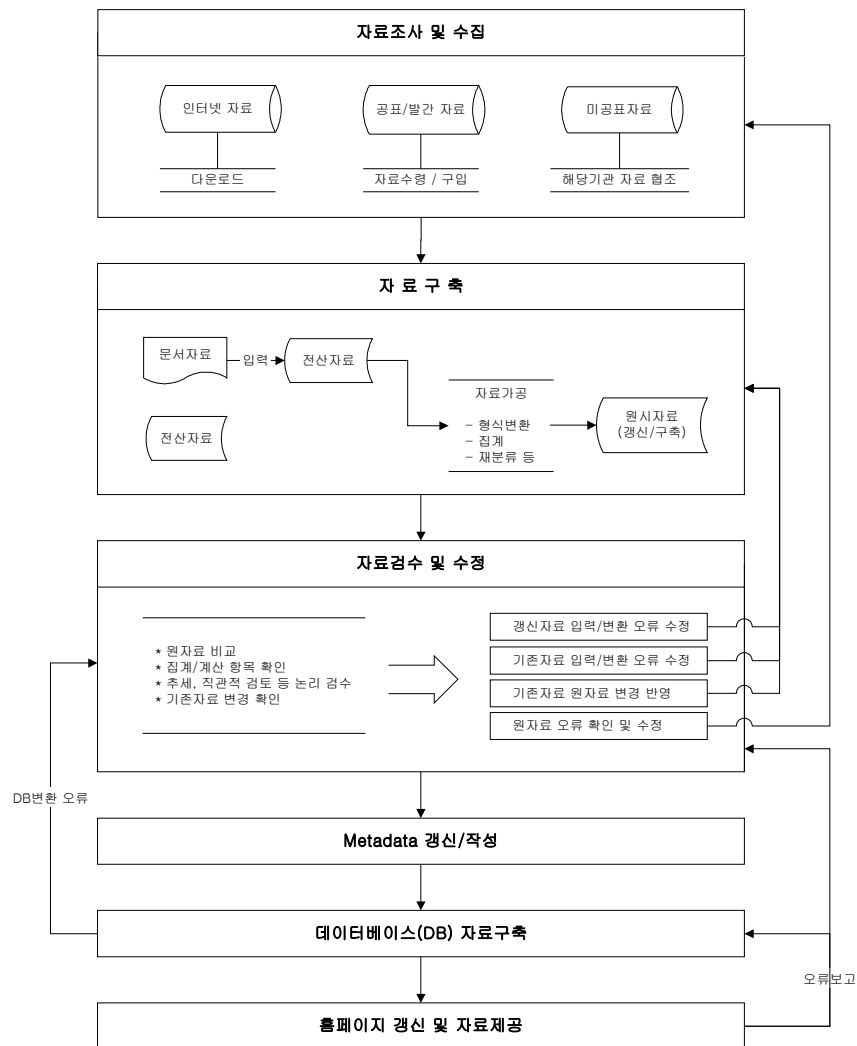 자료조사 및 수집
인터넷 자료
공표/발간 자료
미공표자료
다운로드
자료수령 / 구입
해당기관 자료 협조
자 료 구 축
문서자료
입력
전산자료
자료가공
- 형식변환
- 집계
- 재분류 등
원시자료
(갱신/구축)
전산자료
자료검수 및 수정
* 원자료 비교
* 집계/계산 항목 확인
* 추세, 직관적 검토 등 논리 검수
* 기존자료 변경 확인
갱신자료 입력/변환 오류 수정
기존자료 입력/변환 오류 수정
기존자료 원자료 변경 반영
원자료 오류 확인 및 수정
DB변환 오류
Metadata 갱신/작성
데이터베이스(DB) 자료구축
오류보고
홈페이지 갱신 및 자료제공